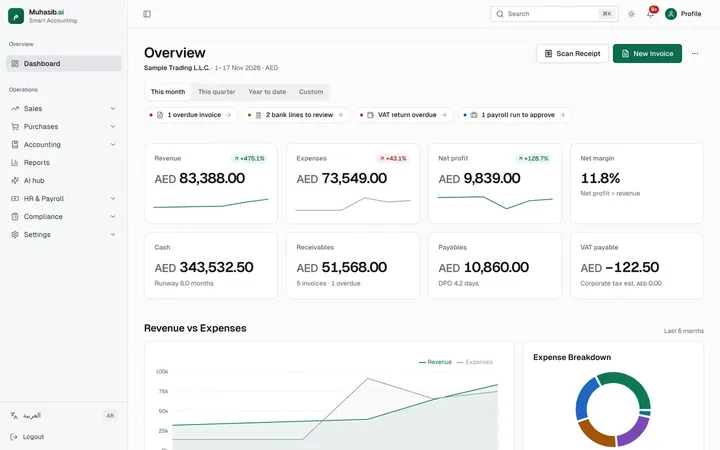 Muhasib.ai
Smart Accounting
Search
⌘K
9+
Profile
Overview
Dashboard
Operations
Sales
Purchases
Accounting
Reports
AI hub
HR & Payroll
Compliance
Settings
العربية
AR
Logout
Overview
Sample Trading L.L.C. · 1–17 Nov 2026 · AED
Scan Receipt
New Invoice
This month
This quarter
Year to date
Custom
1 overdue invoice
2 bank lines to review
VAT return overdue
1 payroll run to approve
Revenue
+475.1%
AED 83,388.00
Expenses
+43.1%
AED 73,549.00
Net profit
+126.7%
AED 9,839.00
Net margin
11.8%
Net profit ÷ revenue
Cash
AED 343,532.50
Runway 6.0 months
Receivables
AED 51,568.00
5 invoices · 1 overdue
Payables
AED 10,860.00
DPO 4.2 days
VAT payable
AED −122.50
Corporate tax est. AED 0.00
Revenue vs Expenses
Last 6 months
Revenue
Expenses
100k
75k
50k
25k
Expense Breakdown